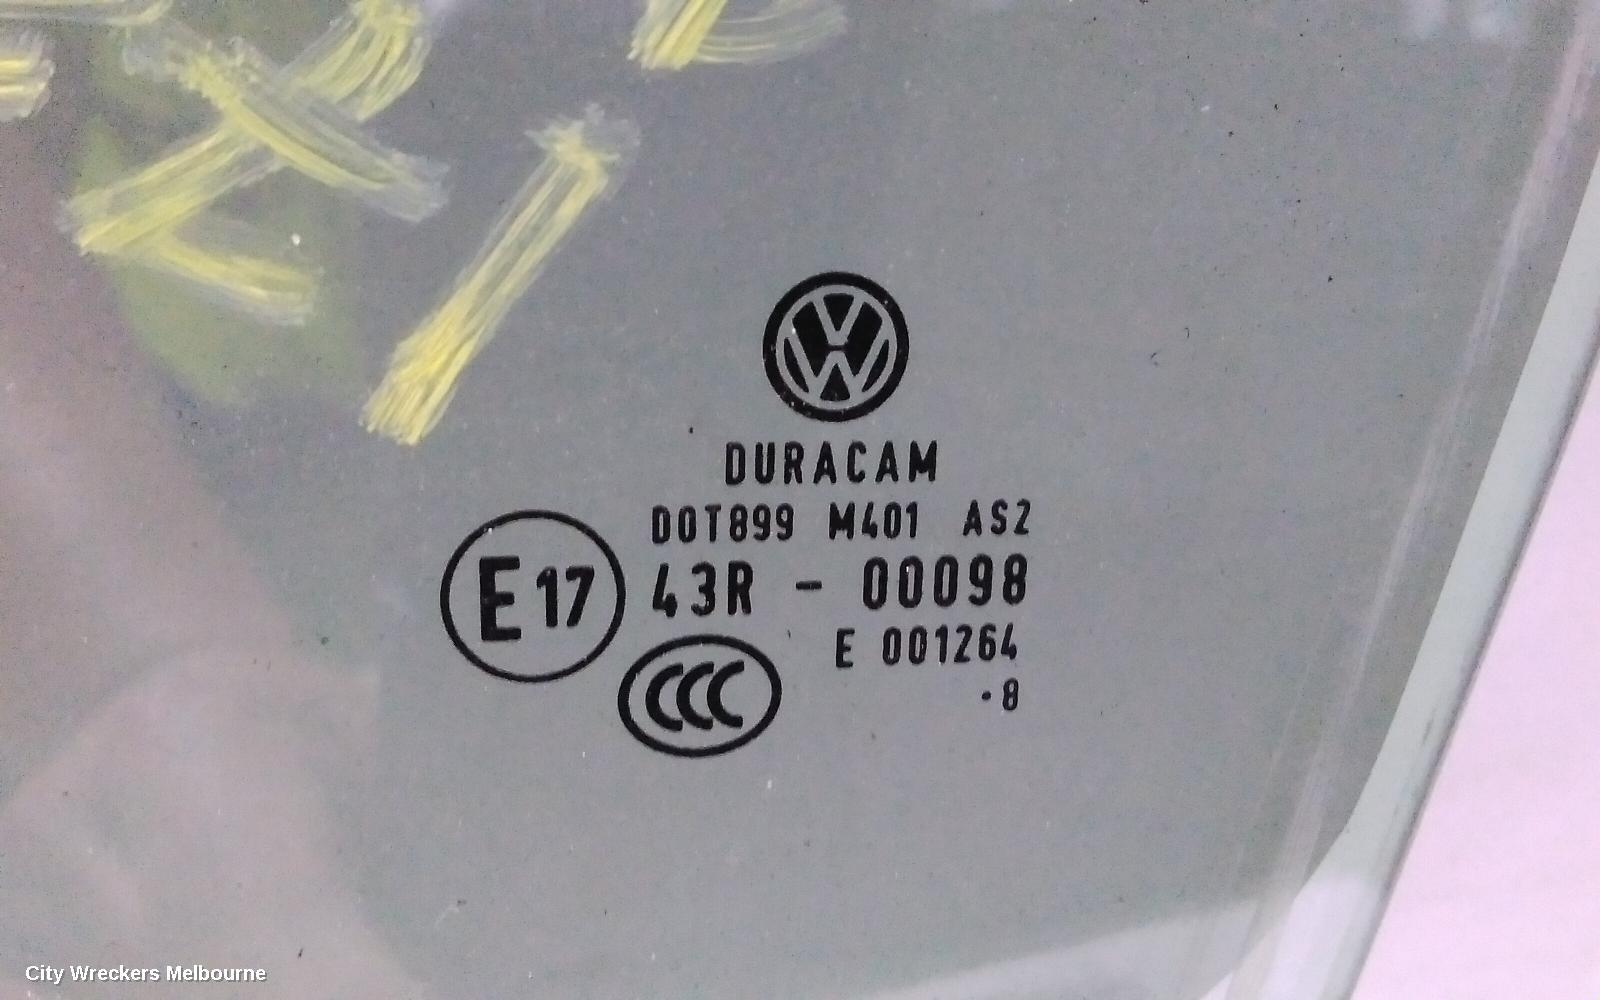 DURACAM
DOT899 M401 AS2
E17 43R - 00098
E 001264
CCC
·8
City Wreckers Melbourne